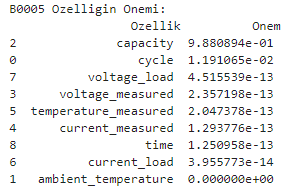 B0005 Ozelligin Onemi:
Ozellik Onem
2 capacity 9.880894e-01
0 cycle 1.191065e-02
7 voltage_load 4.515539e-13
3 voltage_measured 2.357198e-13
5 temperature_measured 2.047378e-13
4 current_measured 1.293776e-13
8 time 1.250958e-13
6 current_load 3.955773e-14
1 ambient_temperature 0.000000e+00